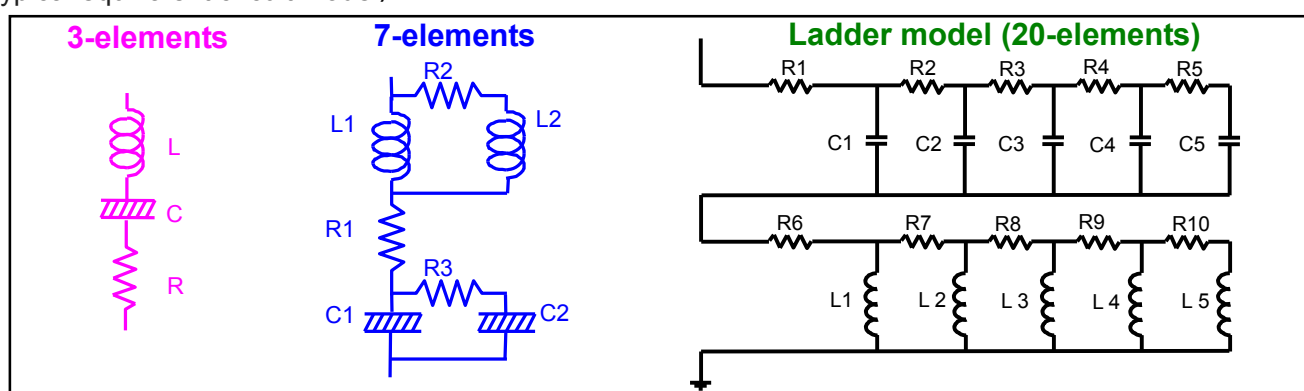 3-elements 7-elements Ladder model (20-elements)
R2 R1 R2 R3 R4 R5
L1 L2
L C1 C2 C3 C4 C5
C
R1 R6 R7 R8 R9 R10
R3
R L1 L 2 L 3 L 4 L 5
C1 C2